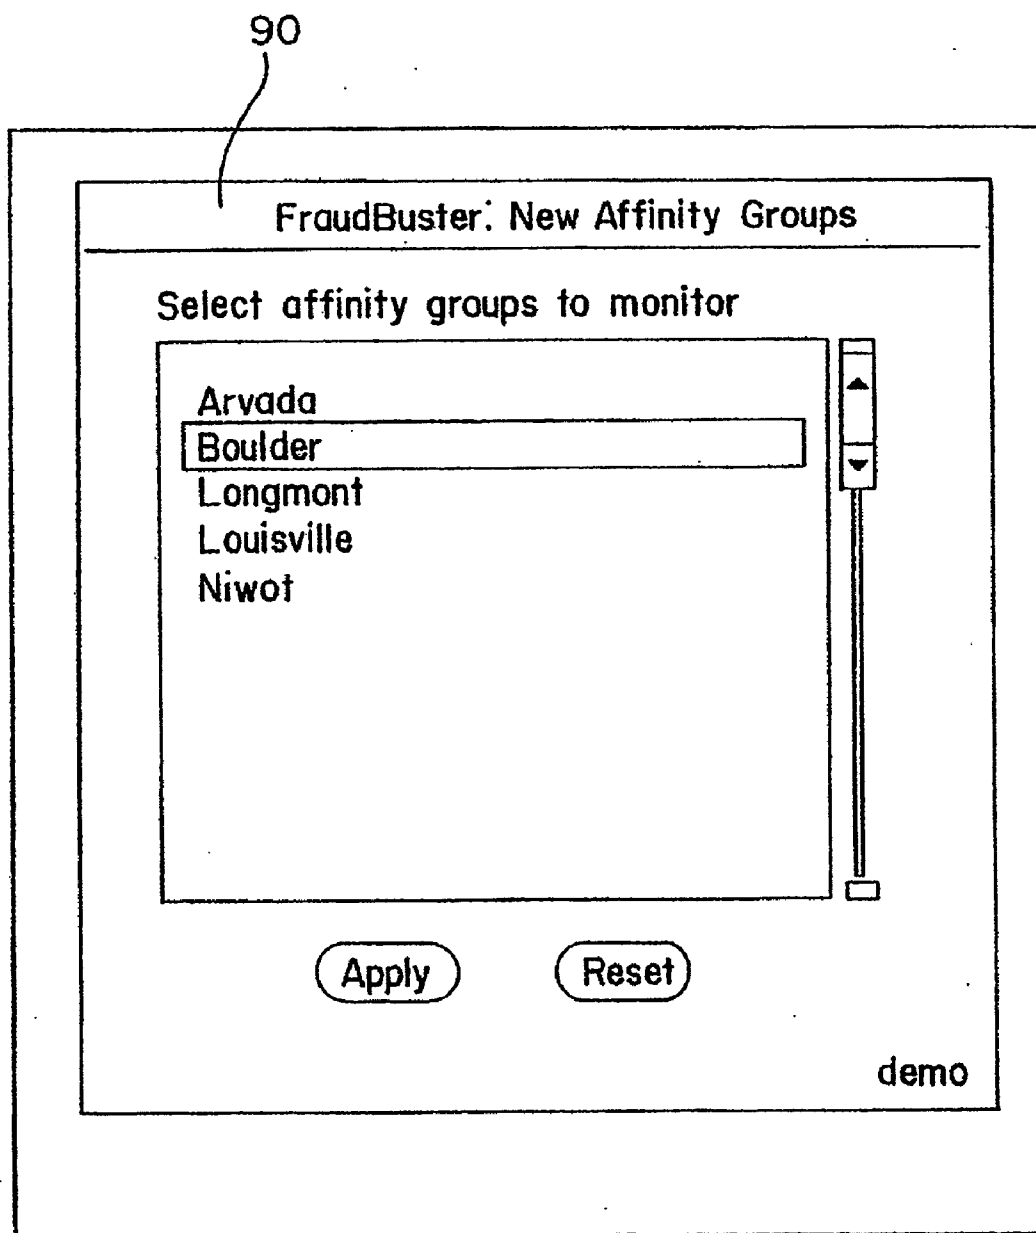 90
FraudBuster: New Affinity Groups
Select affinity groups to monitor
Arvada
Boulder
Longmont
Louisville
Niwot
Apply
Reset
demo